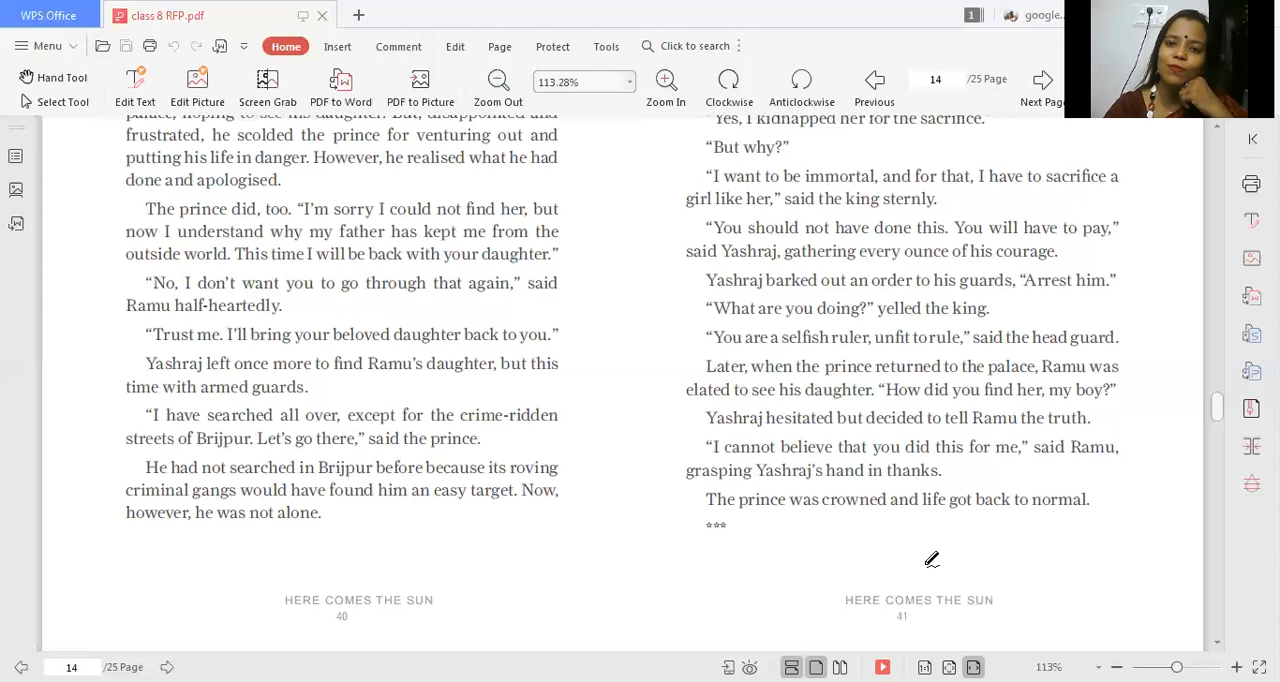 WPS Office
class 8 RFP.pdf
1
google...
Menu
Home
Insert
Comment
Edit
Page
Protect
Tools
Click to search
Hand Tool
Select Tool
Edit Text
Edit Picture
Screen Grab
PDF to Word
PDF to Picture
Zoom Out
113.28%
Zoom In
Clockwise
Anticlockwise
Previous
14
/25 Page
Next Pag
palace, hoping to see his daughter. But, disappointed and
frustrated, he scolded the prince for venturing out and
putting his life in danger. However, he realised what he had
done and apologised.
The prince did, too. “I’m sorry I could not find her, but
now I understand why my father has kept me from the
outside world. This time I will be back with your daughter.”
“No, I don’t want you to go through that again,” said
Ramu half-heartedly.
“Trust me. I’ll bring your beloved daughter back to you.”
Yashraj left once more to find Ramu’s daughter, but this
time with armed guards.
“I have searched all over, except for the crime-ridden
streets of Brijpur. Let’s go there,” said the prince.
He had not searched in Brijpur before because its roving
criminal gangs would have found him an easy target. Now,
however, he was not alone.
HERE COMES THE SUN
40
“Yes, I kidnapped her for the sacrifice.”
“But why?”
“I want to be immortal, and for that, I have to sacrifice a
girl like her,” said the king sternly.
“You should not have done this. You will have to pay,”
said Yashraj, gathering every ounce of his courage.
Yashraj barked out an order to his guards, “Arrest him.”
“What are you doing?” yelled the king.
“You are a selfish ruler, unfit to rule,” said the head guard.
Later, when the prince returned to the palace, Ramu was
elated to see his daughter. “How did you find her, my boy?”
Yashraj hesitated but decided to tell Ramu the truth.
“I cannot believe that you did this for me,” said Ramu,
grasping Yashraj’s hand in thanks.
The prince was crowned and life got back to normal.
***
HERE COMES THE SUN
41
14
/25 Page
1:1
113%